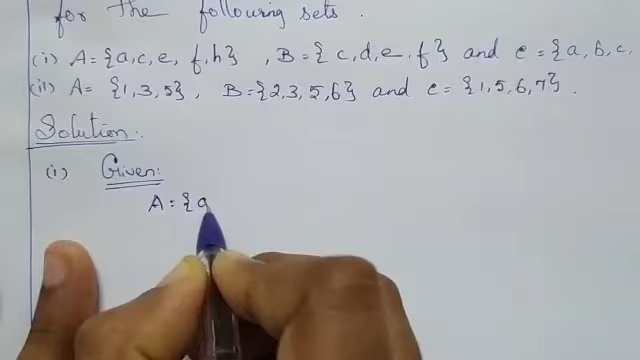 for the following sets.
(i) A = {a, c, e, f, h}, B = {c, d, e, f} and C = {a, b, c,
(ii) A = {1, 3, 5}, B = {2, 3, 5, 6} and C = {1, 5, 6, 7}.
Solution:
(i) Given:
A = {a